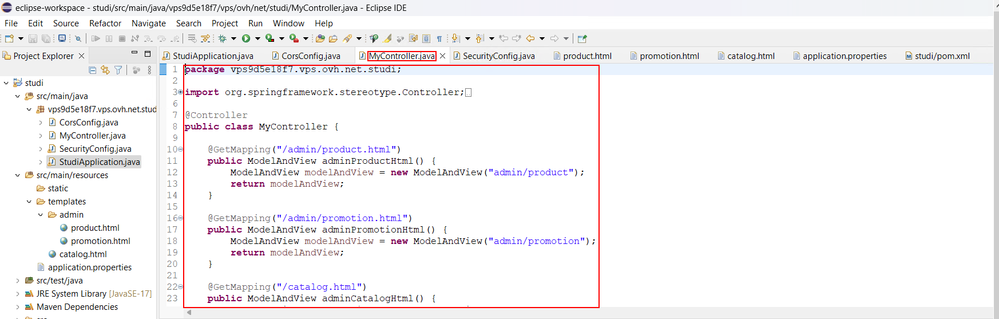 eclipse-workspace - studi/src/main/java/vps9d5e18f7/vps/ovh/net/studi/MyController.java - Eclipse IDE
File Edit Source Refactor Navigate Search Project Run Window Help
Project Explorer
StudiApplication.java CorsConfig.java MyController.java SecurityConfig.java product.html promotion.html catalog.html application.properties studi/pom.xml
studi
src/main/java
vps9d5e18f7.vps.ovh.net.stud
CorsConfig.java
MyController.java
SecurityConfig.java
StudiApplication.java
src/main/resources
static
templates
admin
product.html
promotion.html
catalog.html
application.properties
src/test/java
JRE System Library [JavaSE-17]
Maven Dependencies
1 package vps9d5e18f7.vps.ovh.net.studi;
2
3 import org.springframework.stereotype.Controller;
6
7 @Controller
8 public class MyController {
9
10 @GetMapping("/admin/product.html")
11 public ModelAndView adminProductHtml() {
12 ModelAndView modelAndView = new ModelAndView("admin/product");
13 return modelAndView;
14 }
15
16 @GetMapping("/admin/promotion.html")
17 public ModelAndView adminPromotionHtml() {
18 ModelAndView modelAndView = new ModelAndView("admin/promotion");
19 return modelAndView;
20 }
21
22 @GetMapping("/catalog.html")
23 public ModelAndView adminCatalogHtml() {